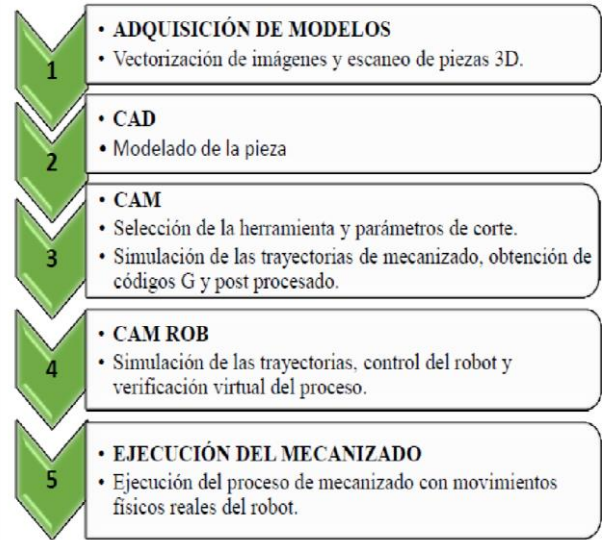 1
• ADQUISICIÓN DE MODELOS
• Vectorización de imágenes y escaneo de piezas 3D.
2
• CAD
• Modelado de la pieza
3
• CAM
• Selección de la herramienta y parámetros de corte.
• Simulación de las trayectorias de mecanizado, obtención de
códigos G y post procesado.
4
• CAM ROB
• Simulación de las trayectorias, control del robot y
verificación virtual del proceso.
5
• EJECUCIÓN DEL MECANIZADO
• Ejecución del proceso de mecanizado con movimientos
físicos reales del robot.